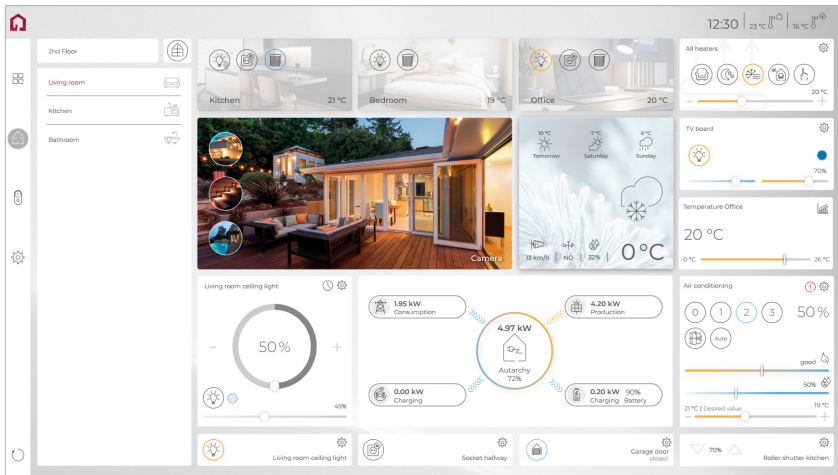 12:30 23 °C 16 °C
2nd Floor
Living room
Kitchen
Bathroom
Kitchen 21 °C
Bedroom 19 °C
Office 20 °C
All heaters
20 °C
- +
Camera
10 °C 7 °C 9 °C
Tomorrow Saturday Sunday
13 km/h NO 32% 0 °C
TV board
70%
Temperature Office
20 °C
0 °C 26 °C
Living room ceiling light
- 50% +
45%
1.95 kW
Consumption
4.20 kW
Production
4.97 kW
Autarchy
72%
0.00 kW
Charging
0.20 kW 90%
Charging Battery
Air conditioning
0 1 2 3 50%
Auto
good
50%
21 °C | Desired value 19 °C
- +
Living room ceiling light
Socket hallway
Garage door
closed
70%
Roller shutter kitchen